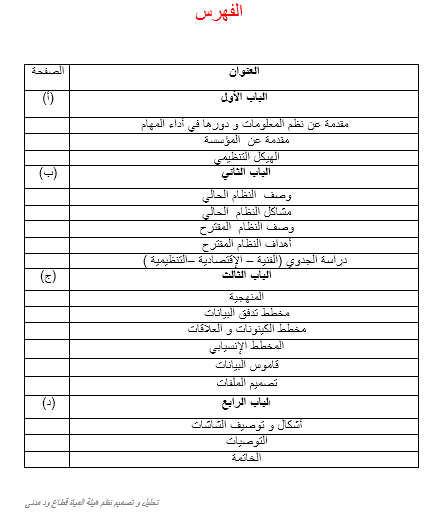 الفهرس
العنوان الصفحة
الباب الأول (أ)
مقدمة عن نظم المعلومات و دورها في أداء المهام
مقدمة عن المؤسسة
الهيكل التنظيمي
الباب الثاني (ب)
وصف النظام الحالي
مشاكل النظام الحالي
وصف النظام المقترح
أهداف النظام المقترح
دراسة الجدوي (الفنية – الإقتصادية –التنظيمية )
الباب الثالث (ج)
المنهجية
مخطط تدفق البيانات
مخطط الكينونات و العلاقات
المخطط الإنسيابي
قاموس البيانات
تصميم الملفات
الباب الرابع (د)
أشكال و توصيف الشاشات
التوصيات
الخاتمة
تحليل و تصميم نظم هيئة المياة قطاع ود مدنى